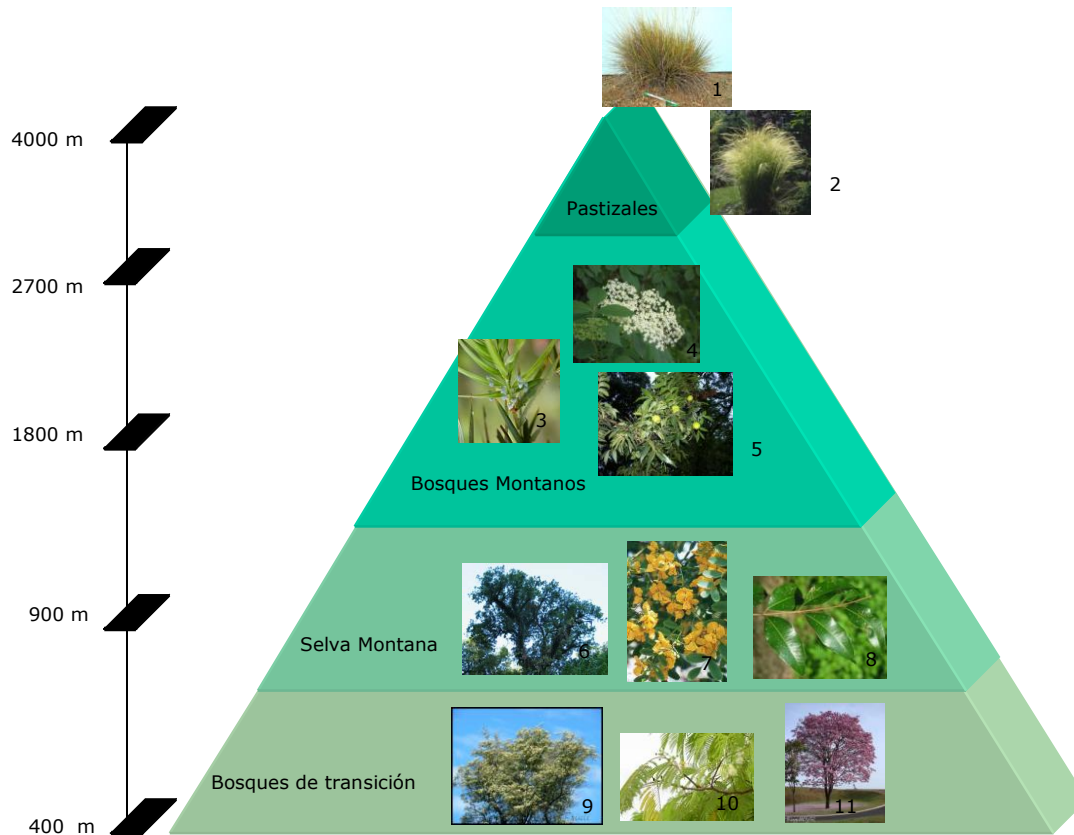 1
4000 m
2
Pastizales
2700 m
4
3
1800 m
5
Bosques Montanos
900 m
Selva Montana
6
7
8
Bosques de transición
9
10
11
400 m